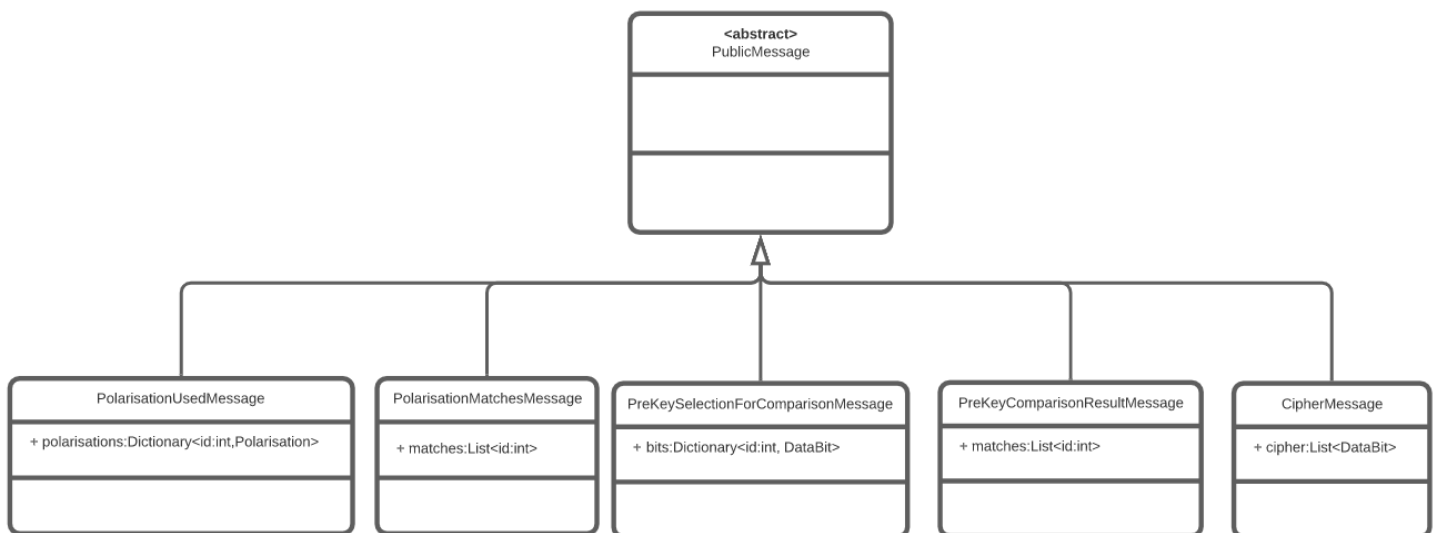 <abstract>
PublicMessage
PolarisationUsedMessage
+ polarisations:Dictionary<id:int,Polarisation>
PolarisationMatchesMessage
+ matches:List<id:int>
PreKeySelectionForComparisonMessage
+ bits:Dictionary<id:int, DataBit>
PreKeyComparisonResultMessage
+ matches:List<id:int>
CipherMessage
+ cipher:List<DataBit>